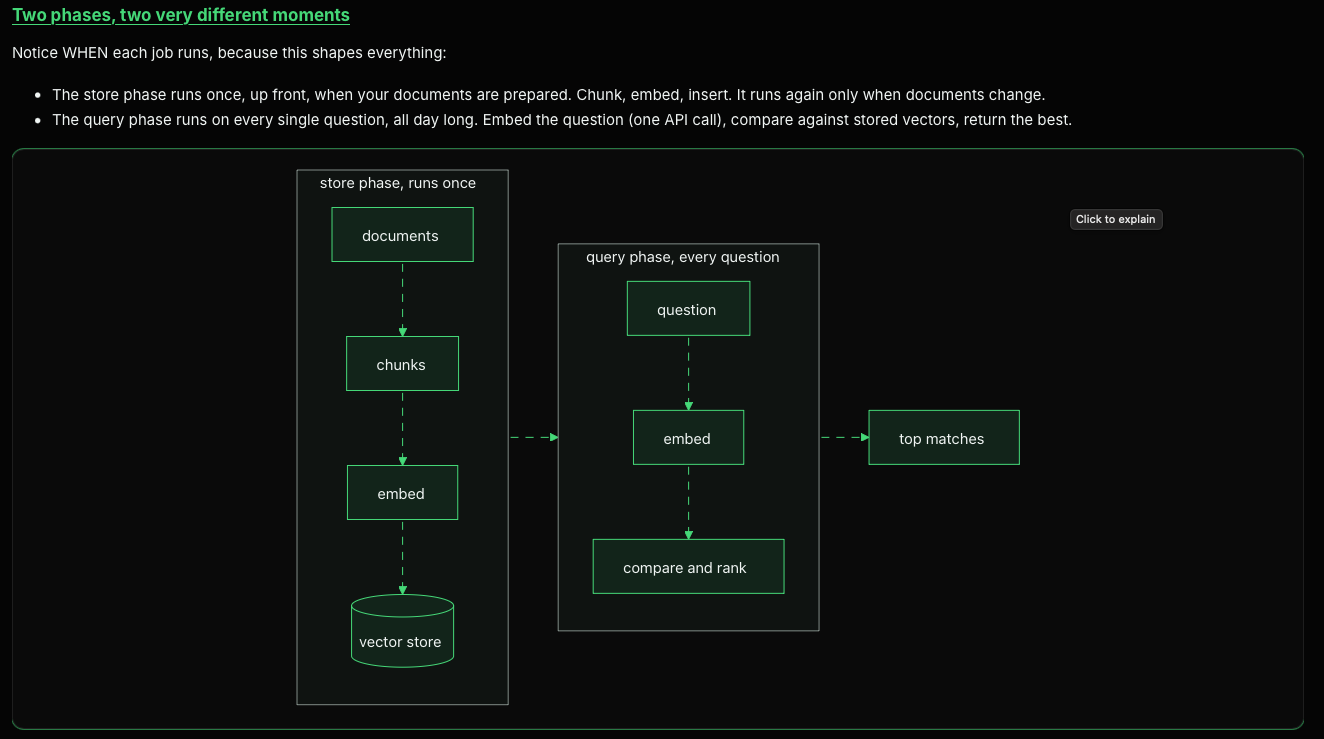 Two phases, two very different moments
Notice WHEN each job runs, because this shapes everything:
• The store phase runs once, up front, when your documents are prepared. Chunk, embed, insert. It runs again only when documents change.
• The query phase runs on every single question, all day long. Embed the question (one API call), compare against stored vectors, return the best.
store phase, runs once
documents
chunks
embed
vector store
query phase, every question
question
embed
compare and rank
top matches
Click to explain